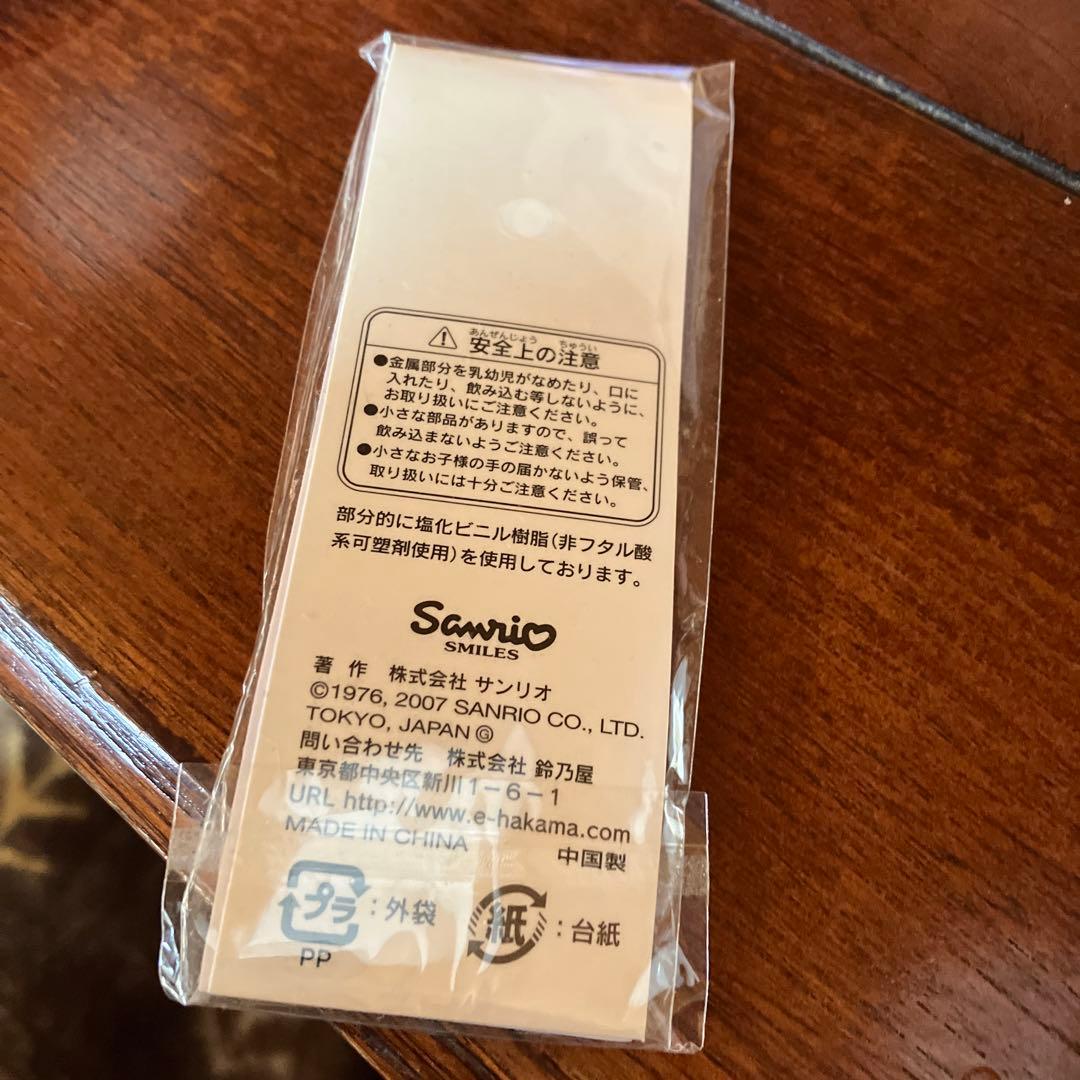 あんぜんじょう ちゅうい
安全上の注意
●金属部分を乳幼児がなめたり、口に
入れたり、飲み込む等しないように、
お取り扱いにご注意ください。
●小さな部品がありますので、誤って
飲み込まないようご注意ください。
●小さなお子様の手の届かないよう保管、
取り扱いには十分ご注意ください。
部分的に塩化ビニル樹脂(非フタル酸
系可塑剤使用)を使用しております。
Sanrio
SMILES
著 作 株式会社 サンリオ
©1976, 2007 SANRIO CO., LTD.
TOKYO, JAPAN Ⓖ
問い合わせ先 株式会社 鈴乃屋
東京都中央区新川1-6-1
URL http://www.e-hakama.com
MADE IN CHINA 中国製
プラ:外袋 紙:台紙
PP